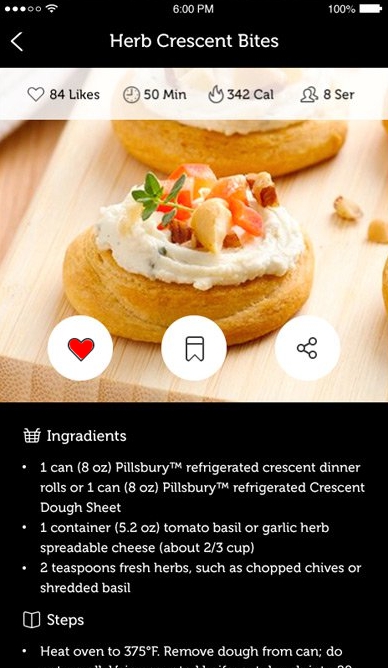 6:00 PM
100%
Herb Crescent Bites
84 Likes
50 Min
342 Cal
8 Ser
Ingradients
• 1 can (8 oz) Pillsbury™ refrigerated crescent dinner
rolls or 1 can (8 oz) Pillsbury™ refrigerated Crescent
Dough Sheet
• 1 container (5.2 oz) tomato basil or garlic herb
spreadable cheese (about 2/3 cup)
• 2 teaspoons fresh herbs, such as chopped chives or
shredded basil
Steps
• Heat oven to 375°F. Remove dough from can; do